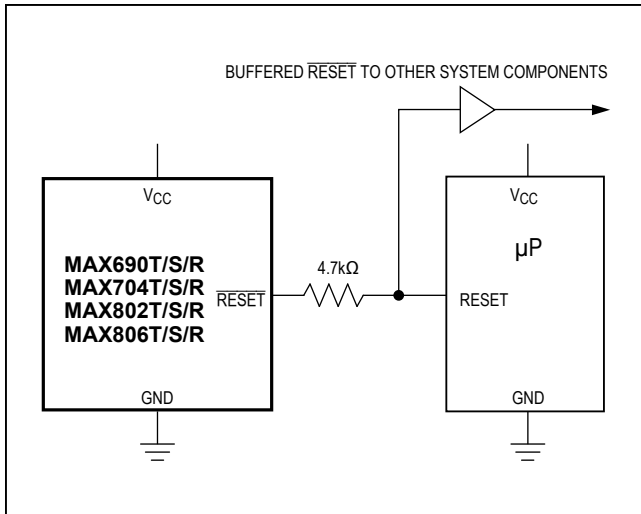 BUFFERED RESET TO OTHER SYSTEM COMPONENTS
VCC
VCC
MAX690T/S/R
MAX704T/S/R
MAX802T/S/R
MAX806T/S/R
RESET
4.7kΩ
µP
RESET
GND
GND